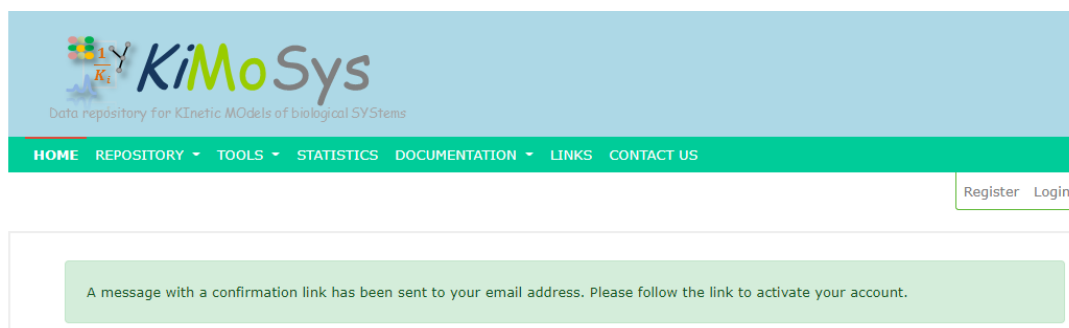 1
Ki
KiMoSys
Data repository for KInetic MOdels of biological SYStems
HOME REPOSITORY TOOLS STATISTICS DOCUMENTATION LINKS CONTACT US
Register Login
A message with a confirmation link has been sent to your email address. Please follow the link to activate your account.